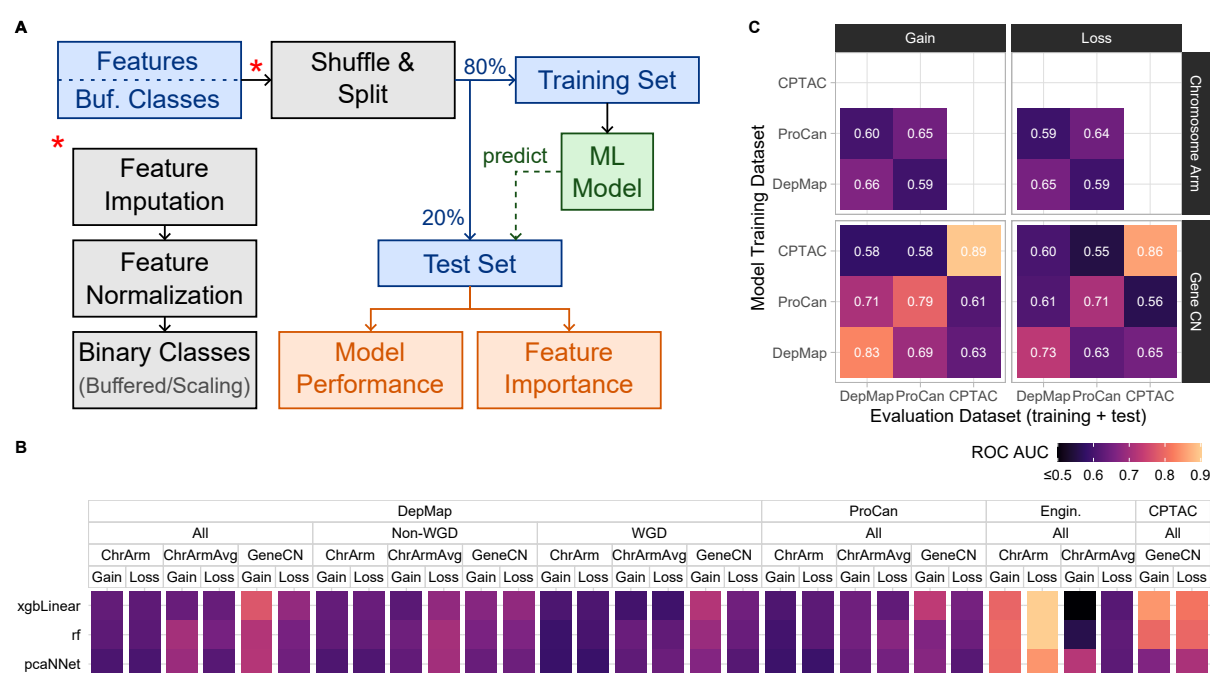 A
Features
Buf. Classes
*
Shuffle &
Split
80%
Training Set
*
Feature
Imputation
predict
ML
Model
20%
Feature
Normalization
Test Set
Binary Classes
(Buffered/Scaling)
Model
Performance
Feature
Importance
C
Gain Loss
Model Training Dataset
CPTAC
ProCan 0.60 0.65 0.59 0.64
DepMap 0.66 0.59 0.65 0.59
Chromosome Arm
CPTAC 0.58 0.58 0.89 0.60 0.55 0.86
ProCan 0.71 0.79 0.61 0.61 0.71 0.56
DepMap 0.83 0.69 0.63 0.73 0.63 0.65
Gene CN
DepMap ProCan CPTAC DepMap ProCan CPTAC
Evaluation Dataset (training + test)
ROC AUC
≤0.5 0.6 0.7 0.8 0.9
B
DepMap ProCan Engin. CPTAC
All Non-WGD WGD All All All
ChrArm ChrArmAvg GeneCN ChrArm ChrArmAvg GeneCN ChrArm ChrArmAvg GeneCN ChrArm ChrArmAvg GeneCN ChrArm ChrArmAvg GeneCN
Gain Loss Gain Loss Gain Loss Gain Loss Gain Loss Gain Loss Gain Loss Gain Loss Gain Loss Gain Loss Gain Loss Gain Loss Gain Loss Gain Loss Gain Loss
xgbLinear
rf
pcaNNet